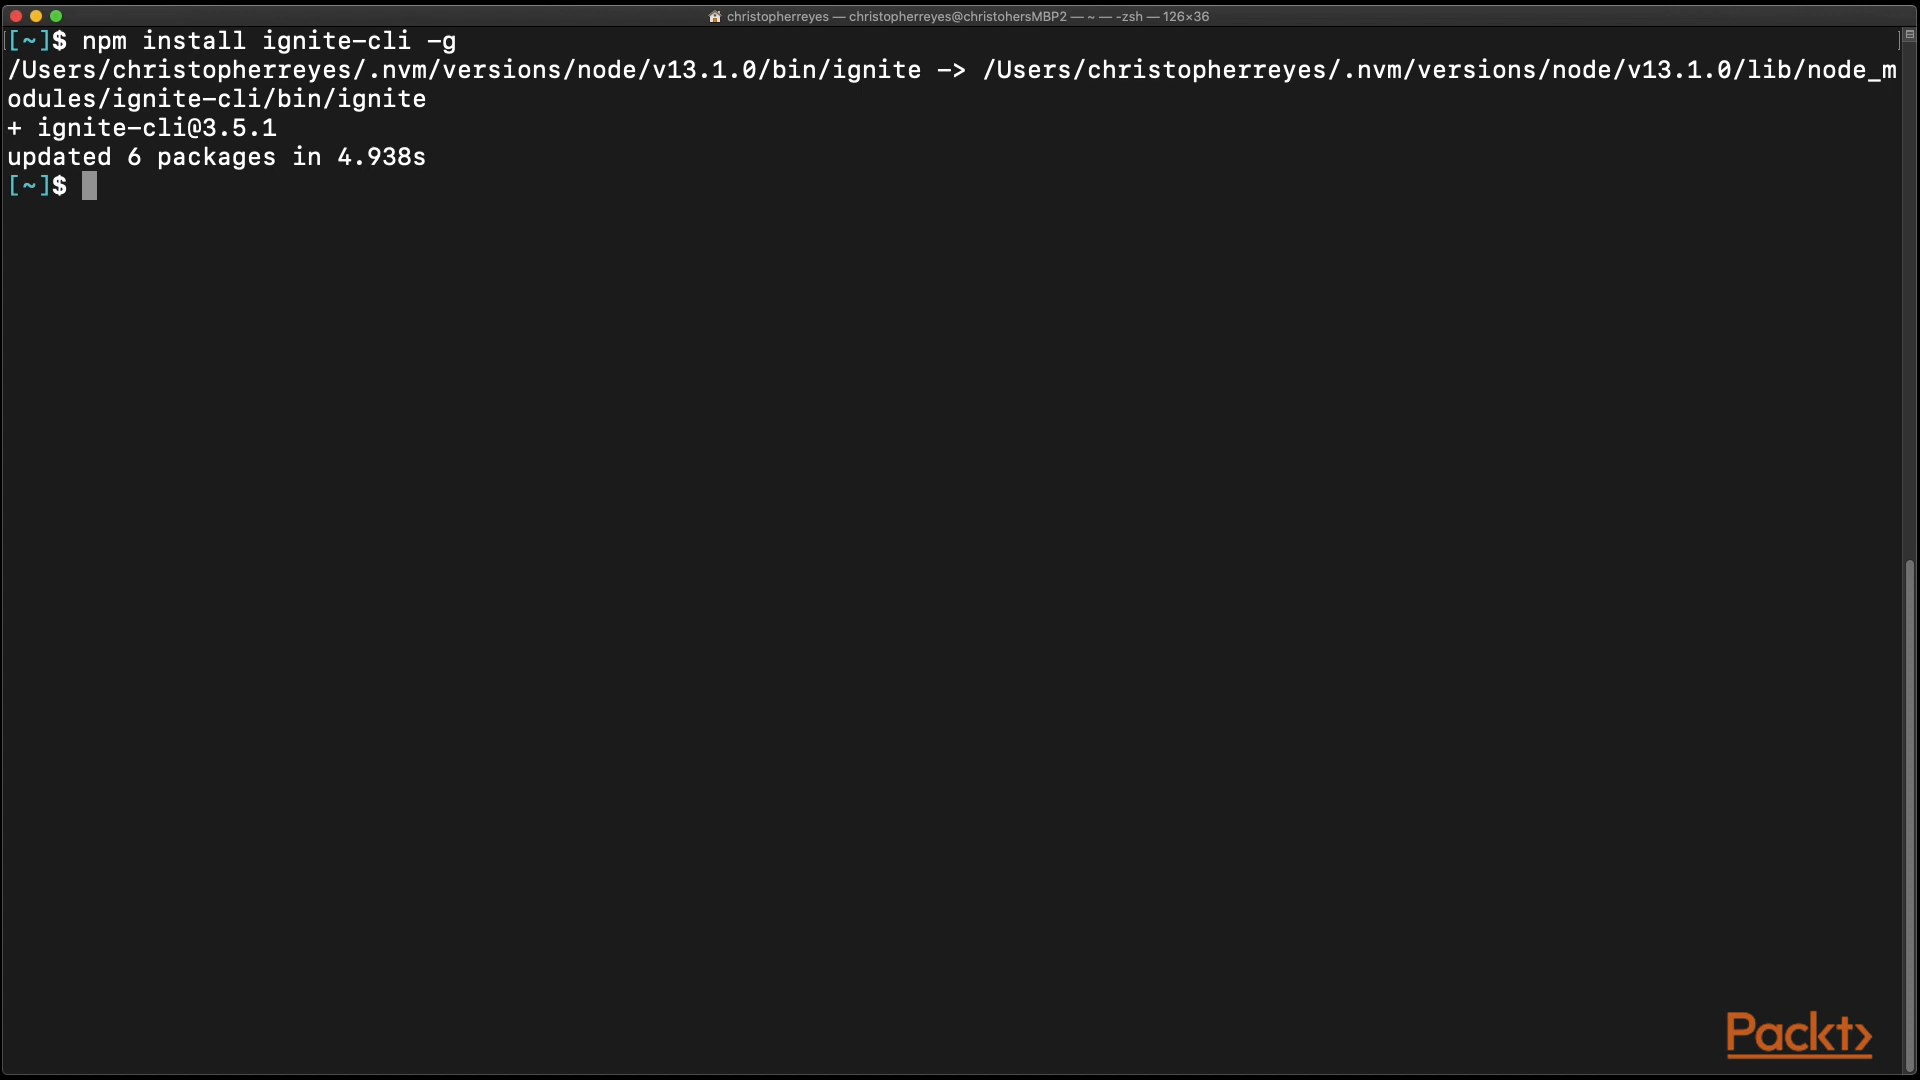 christopherreyes — christopherreyes@christohersMBP2 — ~ — -zsh — 126×36
[~]$ npm install ignite-cli -g
/Users/christopherreyes/.nvm/versions/node/v13.1.0/bin/ignite -> /Users/christopherreyes/.nvm/versions/node/v13.1.0/lib/node_m
odules/ignite-cli/bin/ignite
+ ignite-cli@3.5.1
updated 6 packages in 4.938s
[~]$
Packt>